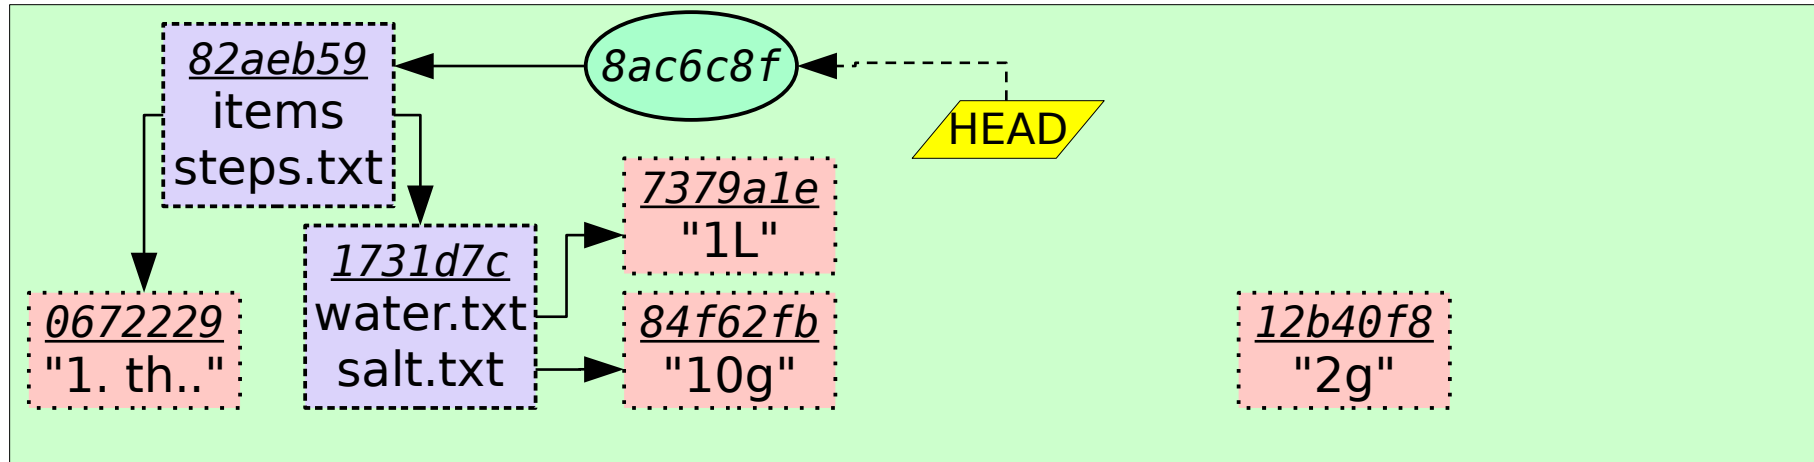 82aeb59
items
steps.txt
8ac6c8f
HEAD
7379a1e
"1L"
1731d7c
water.txt
salt.txt
0672229
"1. th.."
84f62fb
"10g"
12b40f8
"2g"